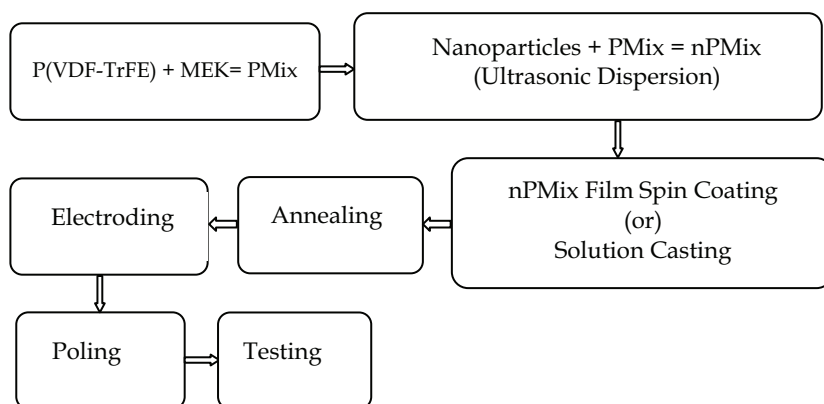 P(VDF-TrFE) + MEK= PMix
Nanoparticles + PMix = nPMix
(Ultrasonic Dispersion)
nPMix Film Spin Coating
(or)
Solution Casting
Annealing
Electroding
Poling
Testing